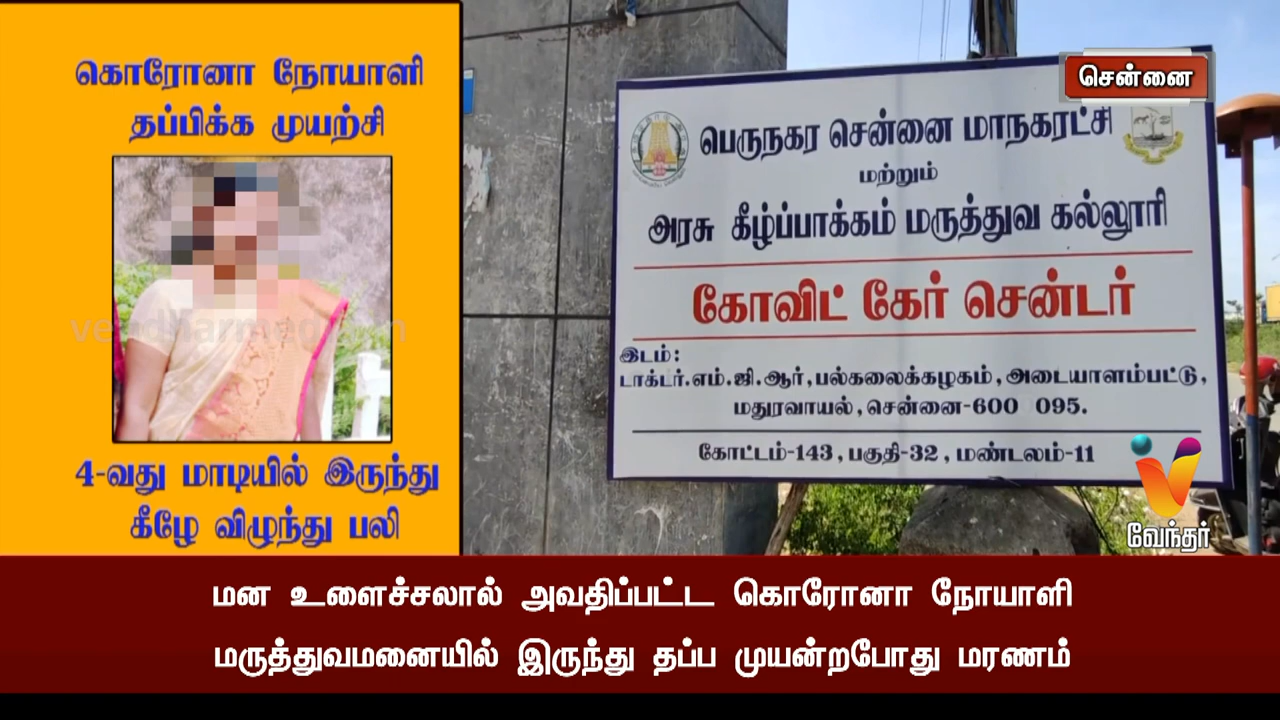 கொரோனா நோயாளி
தப்பிக்க முயற்சி
4-வது மாடியில் இருந்து
கீழே விழுந்து பலி
சென்னை
பெருநகர சென்னை மாநகரட்சி
மற்றும்
அரசு கீழ்ப்பாக்கம் மருத்துவ கல்லூரி
கோவிட் கேர் சென்டர்
இடம்:
டாக்டர்.எம்.ஜி.ஆர்,பல்கலைக்கழகம்,அடையாளம்பட்டு,
மதுரவாயல்,சென்னை-600 095.
கோட்டம்-143,பகுதி-32, மண்டலம்-11
வேந்தர்
மன உளைச்சலால் அவதிப்பட்ட கொரோனா நோயாளி
மருத்துவமனையில் இருந்து தப்ப முயன்றபோது மரணம்